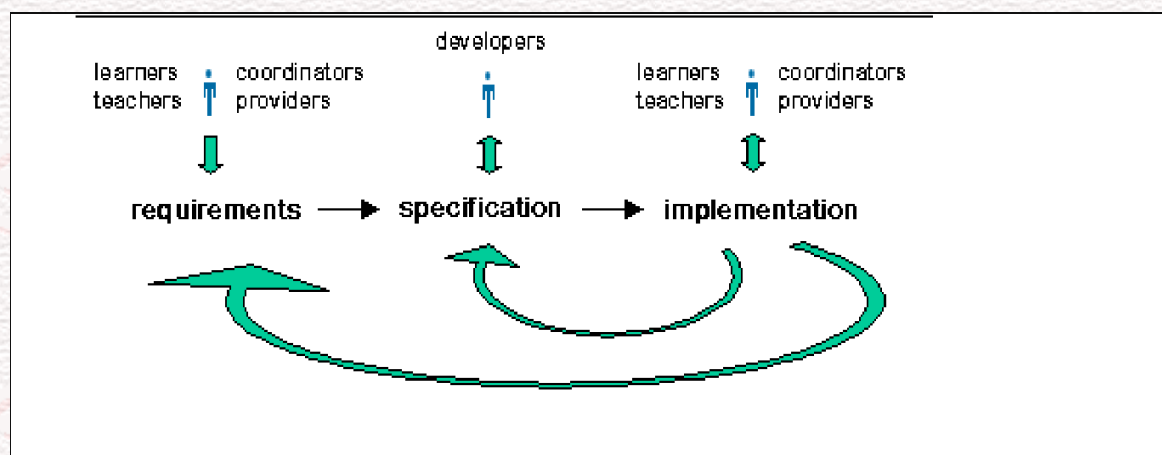 developers
learners coordinators
teachers providers
learners coordinators
teachers providers
requirements specification implementation